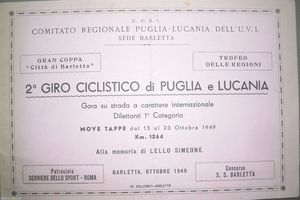 C. O. N. I.
COMITATO REGIONALE PUGLIA-LUCANIA DELL'U.V.I.
SEDE BARLETTA
GRAN COPPA
"Città di Barletta"
TROFEO
DELLE REGIONI
2° GIRO CICLISTICO di PUGLIA e LUCANIA
Gara su strada a carattere internazionale
Dilettanti 1ª Categoria
NOVE TAPPE dal 15 al 23 Ottobre 1949
Km. 1264
Alla memoria di LELLO SIMEONE
Patrocinio
CORRIERE DELLO SPORT - ROMA
BARLETTA, OTTOBRE 1949
Concorso
S. S. BARLETTA